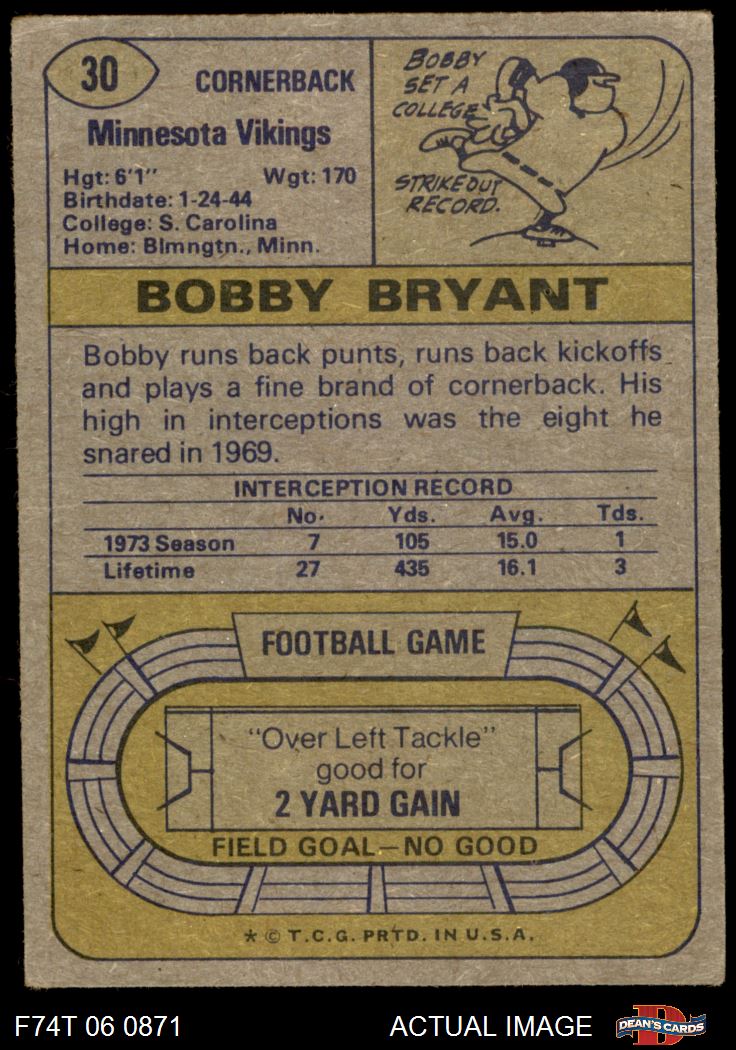 30
CORNERBACK
Minnesota Vikings
Hgt: 6'1" Wgt: 170
Birthdate: 1-24-44
College: S. Carolina
Home: Blmngtn., Minn.
BOBBY
SET A
COLLEGE
STRIKEOUT
RECORD.
BOBBY BRYANT
Bobby runs back punts, runs back kickoffs
and plays a fine brand of cornerback. His
high in interceptions was the eight he
snared in 1969.
INTERCEPTION RECORD
No. Yds. Avg. Tds.
1973 Season 7 105 15.0 1
Lifetime 27 435 16.1 3
FOOTBALL GAME
"Over Left Tackle"
good for
2 YARD GAIN
FIELD GOAL—NO GOOD
* © T.C.G. PRTD. IN U.S.A.
F74T 06 0871 ACTUAL IMAGE
D
DEAN'S CARDS